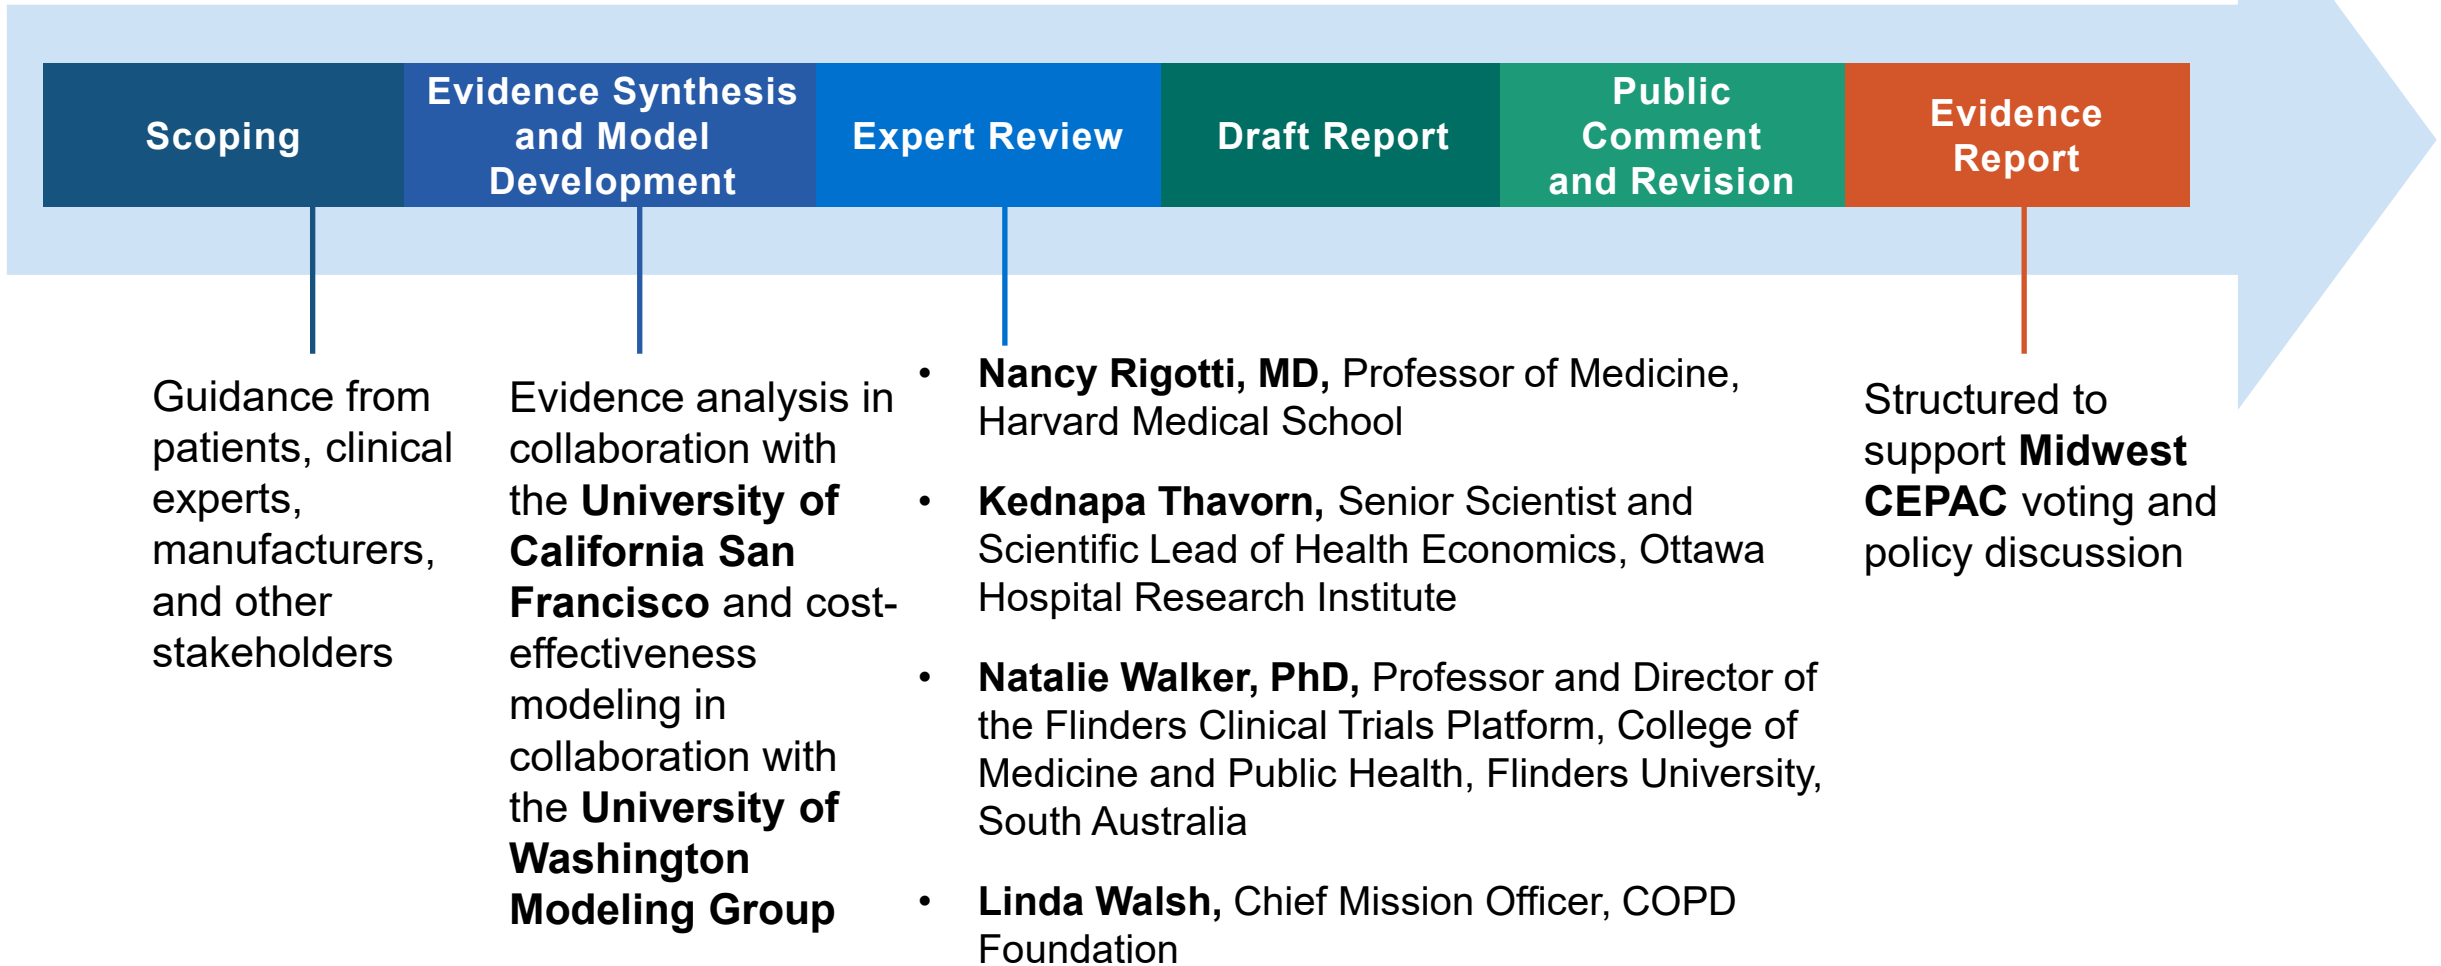 Scoping
Evidence Synthesis
and Model
Development
Expert Review
Draft Report
Public
Comment
and Revision
Evidence
Report
Guidance from
patients, clinical
experts,
manufacturers,
and other
stakeholders
Evidence analysis in
collaboration with
the University of
California San
Francisco and cost-
effectiveness
modeling in
collaboration with
the University of
Washington
Modeling Group
• Nancy Rigotti, MD, Professor of Medicine,
Harvard Medical School
• Kednapa Thavorn, Senior Scientist and
Scientific Lead of Health Economics, Ottawa
Hospital Research Institute
• Natalie Walker, PhD, Professor and Director of
the Flinders Clinical Trials Platform, College of
Medicine and Public Health, Flinders University,
South Australia
• Linda Walsh, Chief Mission Officer, COPD
Foundation
Structured to
support Midwest
CEPAC voting and
policy discussion